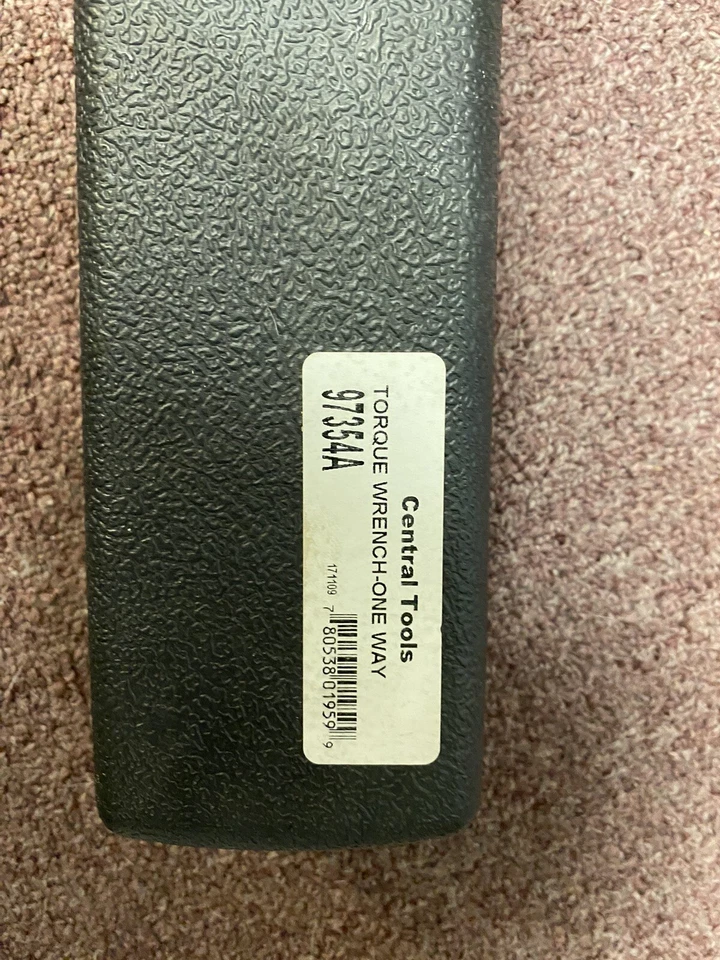 Central Tools
TORQUE WRENCH-ONE WAY
97354A
171109
7 80538 01959 9